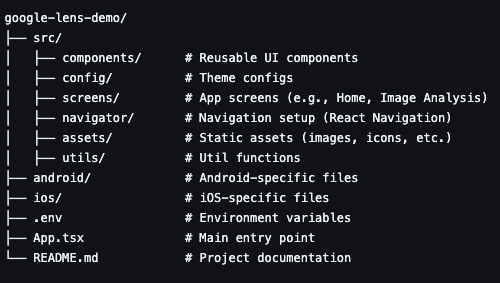 google-lens-demo/
├── src/
│   ├── components/      # Reusable UI components
│   ├── config/          # Theme configs
│   ├── screens/         # App screens (e.g., Home, Image Analysis)
│   ├── navigator/       # Navigation setup (React Navigation)
│   ├── assets/          # Static assets (images, icons, etc.)
│   ├── utils/           # Util functions
├── android/             # Android-specific files
├── ios/                 # iOS-specific files
├── .env                 # Environment variables
├── App.tsx              # Main entry point
└── README.md            # Project documentation